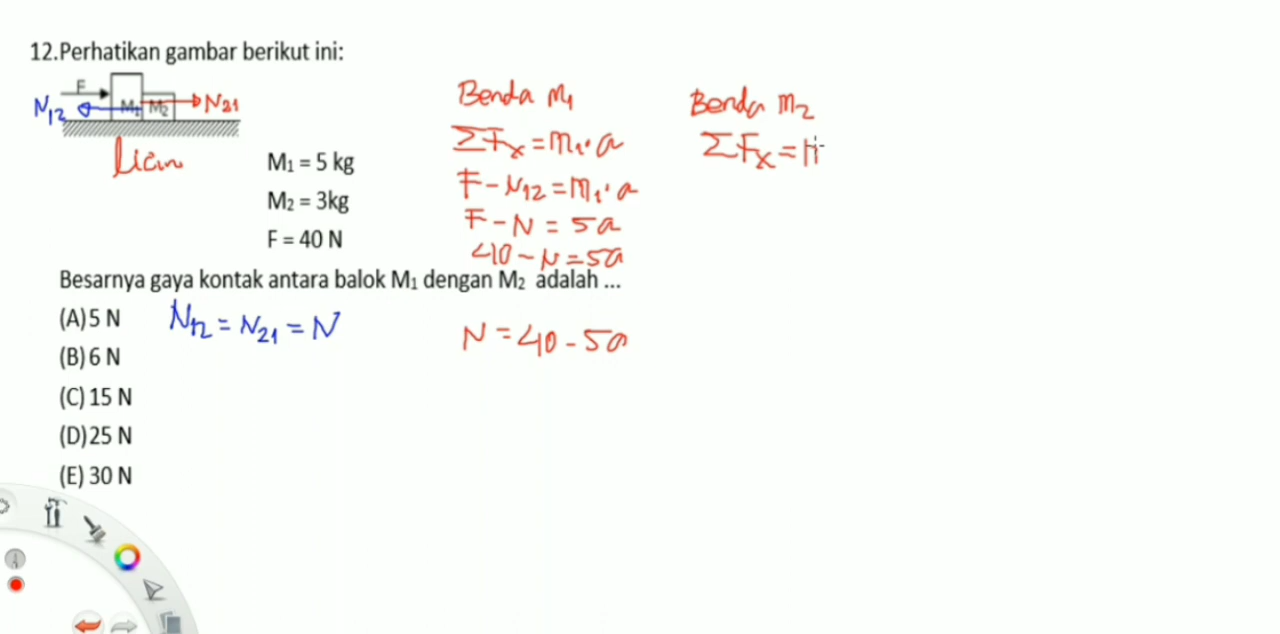 12.Perhatikan gambar berikut ini:
F
N12
M1
M2
N21
licin
M1 = 5 kg
M2 = 3kg
F = 40 N
Besarnya gaya kontak antara balok M1 dengan M2 adalah ...
(A)5 N
(B)6 N
(C)15 N
(D)25 N
(E)30 N
N12 = N21 = N
Benda m1
ΣFx = m1.a
F - N12 = m1.a
F - N = 5a
40 - N = 5a
N = 40 - 5a
Benda m2
ΣFx =